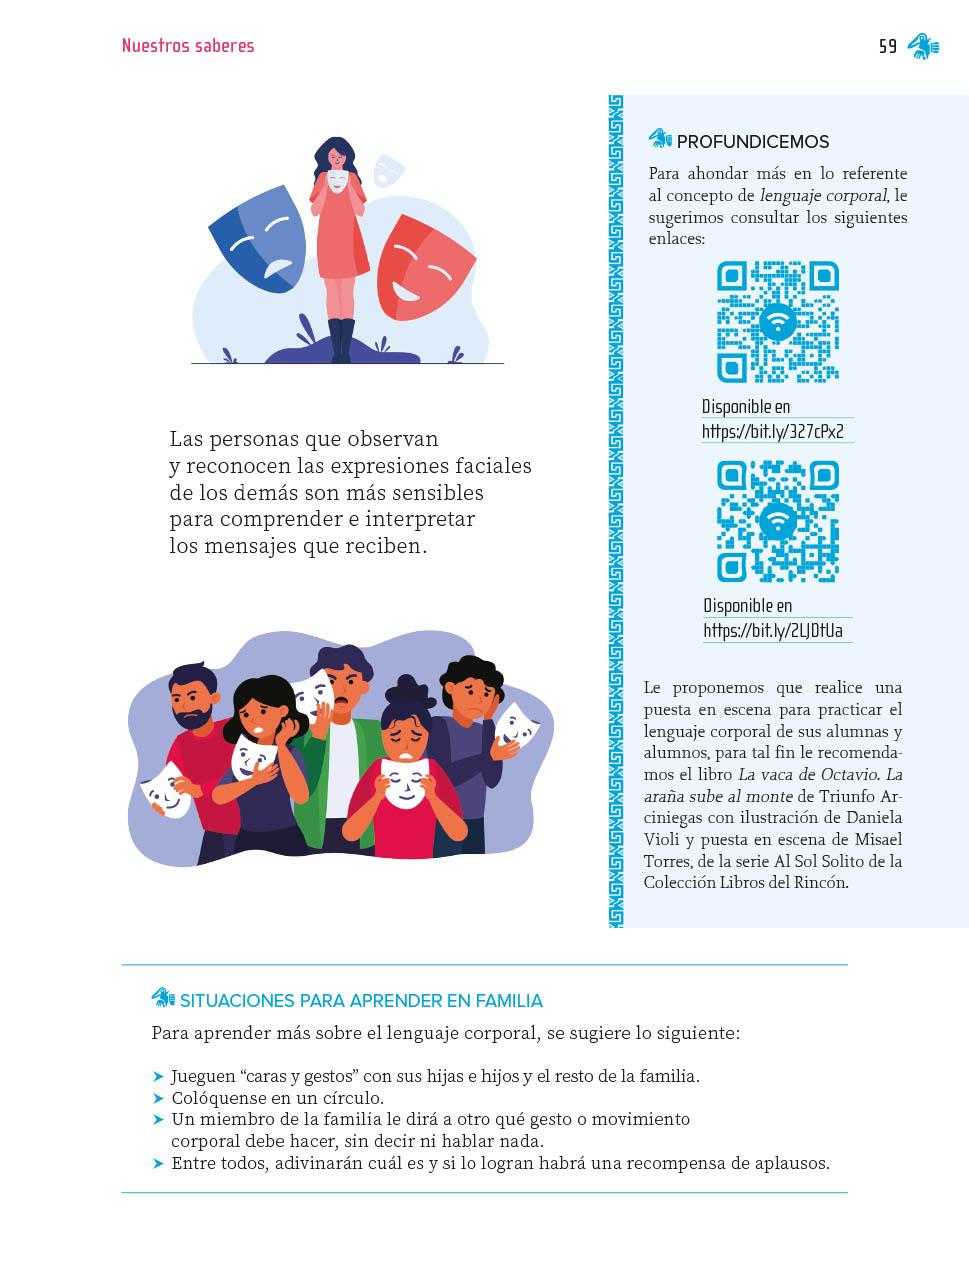 Nuestros saberes
59
Las personas que observan
y reconocen las expresiones faciales
de los demás son más sensibles
para comprender e interpretar
los mensajes que reciben.
PROFUNDICEMOS
Para ahondar más en lo referente
al concepto de lenguaje corporal, le
sugerimos consultar los siguientes
enlaces:
Disponible en
https://bit.ly/327cPx2
Disponible en
https://bit.ly/2LJDtUa
Le proponemos que realice una
puesta en escena para practicar el
lenguaje corporal de sus alumnas y
alumnos, para tal fin le recomenda-
mos el libro La vaca de Octavio. La
araña sube al monte de Triunfo Ar-
ciniegas con ilustración de Daniela
Violi y puesta en escena de Misael
Torres, de la serie Al Sol Solito de la
Colección Libros del Rincón.
SITUACIONES PARA APRENDER EN FAMILIA
Para aprender más sobre el lenguaje corporal, se sugiere lo siguiente:
➤ Jueguen “caras y gestos” con sus hijas e hijos y el resto de la familia.
➤ Colóquense en un círculo.
➤ Un miembro de la familia le dirá a otro qué gesto o movimiento
corporal debe hacer, sin decir ni hablar nada.
➤ Entre todos, adivinarán cuál es y si lo logran habrá una recompensa de aplausos.